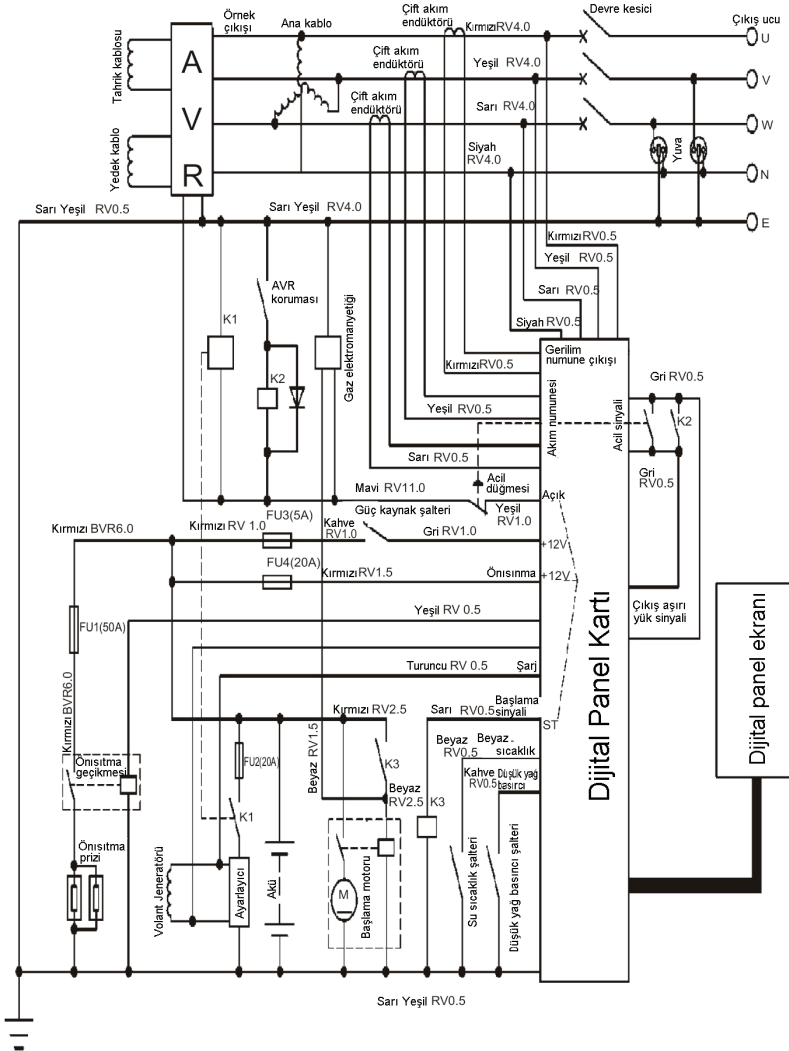 Örnek
çıkışı
Ana kablo
Çift akım
endüktörü
KırmızıRV4.0
Devre kesici
Çıkış ucu
U
Tahrik kablosu
A
V
R
Çift akım
endüktörü
Yeşil RV4.0
V
Çift akım
endüktörü
Sarı RV4.0
W
Yedek kablo
Siyah
RV4.0
Yuva
N
Sarı Yeşil RV0.5
Sarı Yeşil RV4.0
E
KırmızıRV0.5
Yeşil RV0.5
Sarı RV0.5
Siyah RV0.5
AVR
koruması
K1
K2
Gaz elektromanyetiği
Gerilim
numune çıkışı
KırmızıRV0.5
Yeşil RV0.5
Sarı RV0.5
Akım numunesi
Acil sinyali
Gri RV0.5
K2
Gri
RV0.5
Mavi RV11.0
Acil
düğmesi
Açık
Yeşil
RV1.0
Güç kaynak şalteri
FU3(5A)
Kırmızı BVR6.0
Kırmızı RV 1.0
Kahve
RV1.0
Gri RV1.0
+12V
FU4(20A)
KırmızıRV1.5
Önısınma
+12V
FU1(50A)
Yeşil RV 0.5
Çıkış aşırı
yük sinyali
Turuncu RV 0.5
Şarj
Dijital Panel Kartı
Dijital panel ekranı
Kırmızı BVR6.0
Kırmızı RV2.5
Sarı RV0.5
Başlama
sinyali
ST
Önısıtma
geçikmesi
FU2(20A)
Beyaz RV1.5
K3
Beyaz
RV0.5
Beyaz -
sıcaklık
Kahve
RV0.5
Düşük yağ
basırcı
K1
Beyaz
RV2.5
K3
Önısıtma
prizi
Volant Jeneratörü
Ayarlayıcı
Akü
M
Başlama motoru
Su sıcaklık şalteri
Düşük yağ basıncı şalteri
Sarı Yeşil RV0.5